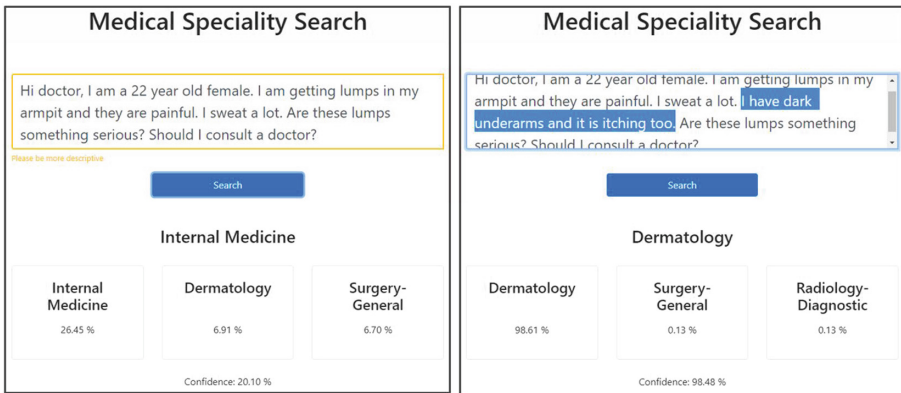 Medical Speciality Search
Hi doctor, I am a 22 year old female. I am getting lumps in my
armpit and they are painful. I sweat a lot. Are these lumps
something serious? Should I consult a doctor?
Please be more descriptive
Search
Internal Medicine
Internal
Medicine
26.45 %
Dermatology
6.91 %
Surgery-
General
6.70 %
Confidence: 20.10 %
Medical Speciality Search
Hi doctor, I am a 22 year old female. I am getting lumps in my
armpit and they are painful. I sweat a lot. I have dark
underarms and it is itching too. Are these lumps something
serious? Should I consult a doctor?
Search
Dermatology
Dermatology
98.61 %
Surgery-
General
0.13 %
Radiology-
Diagnostic
0.13 %
Confidence: 98.48 %